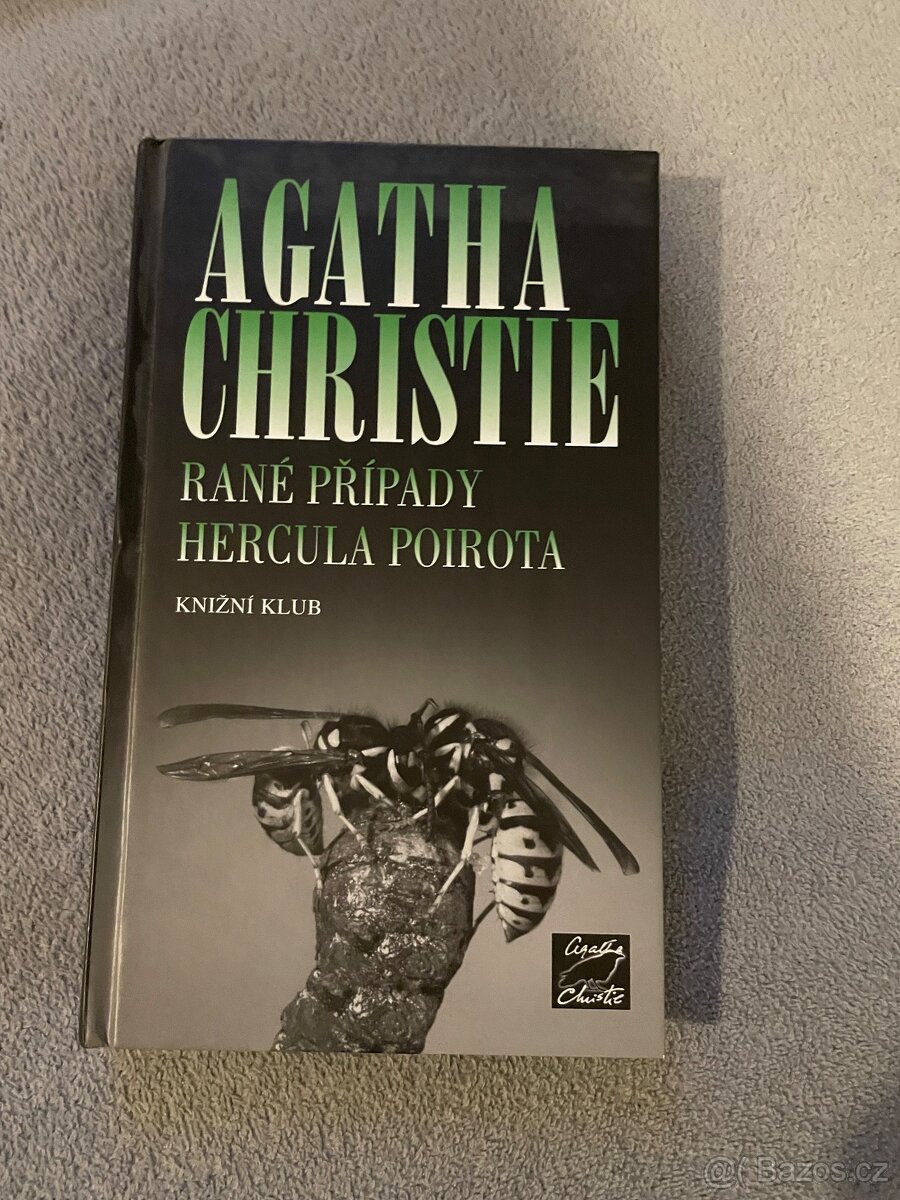 AGATHA
CHRISTIE
RANÉ PŘÍPADY
HERCULA POIROTA
KNIŽNÍ KLUB
Agatha
Christie
@( Bazos.cz